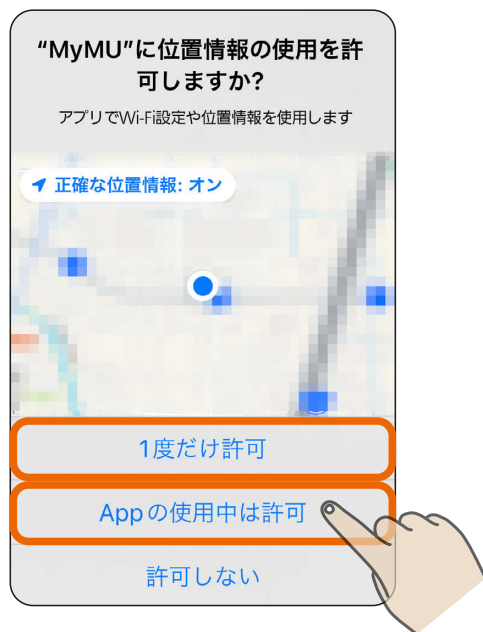 “MyMU”に位置情報の使用を許
可しますか?
アプリでWi-Fi設定や位置情報を使用します
正確な位置情報: オン
1度だけ許可
Appの使用中は許可
許可しない